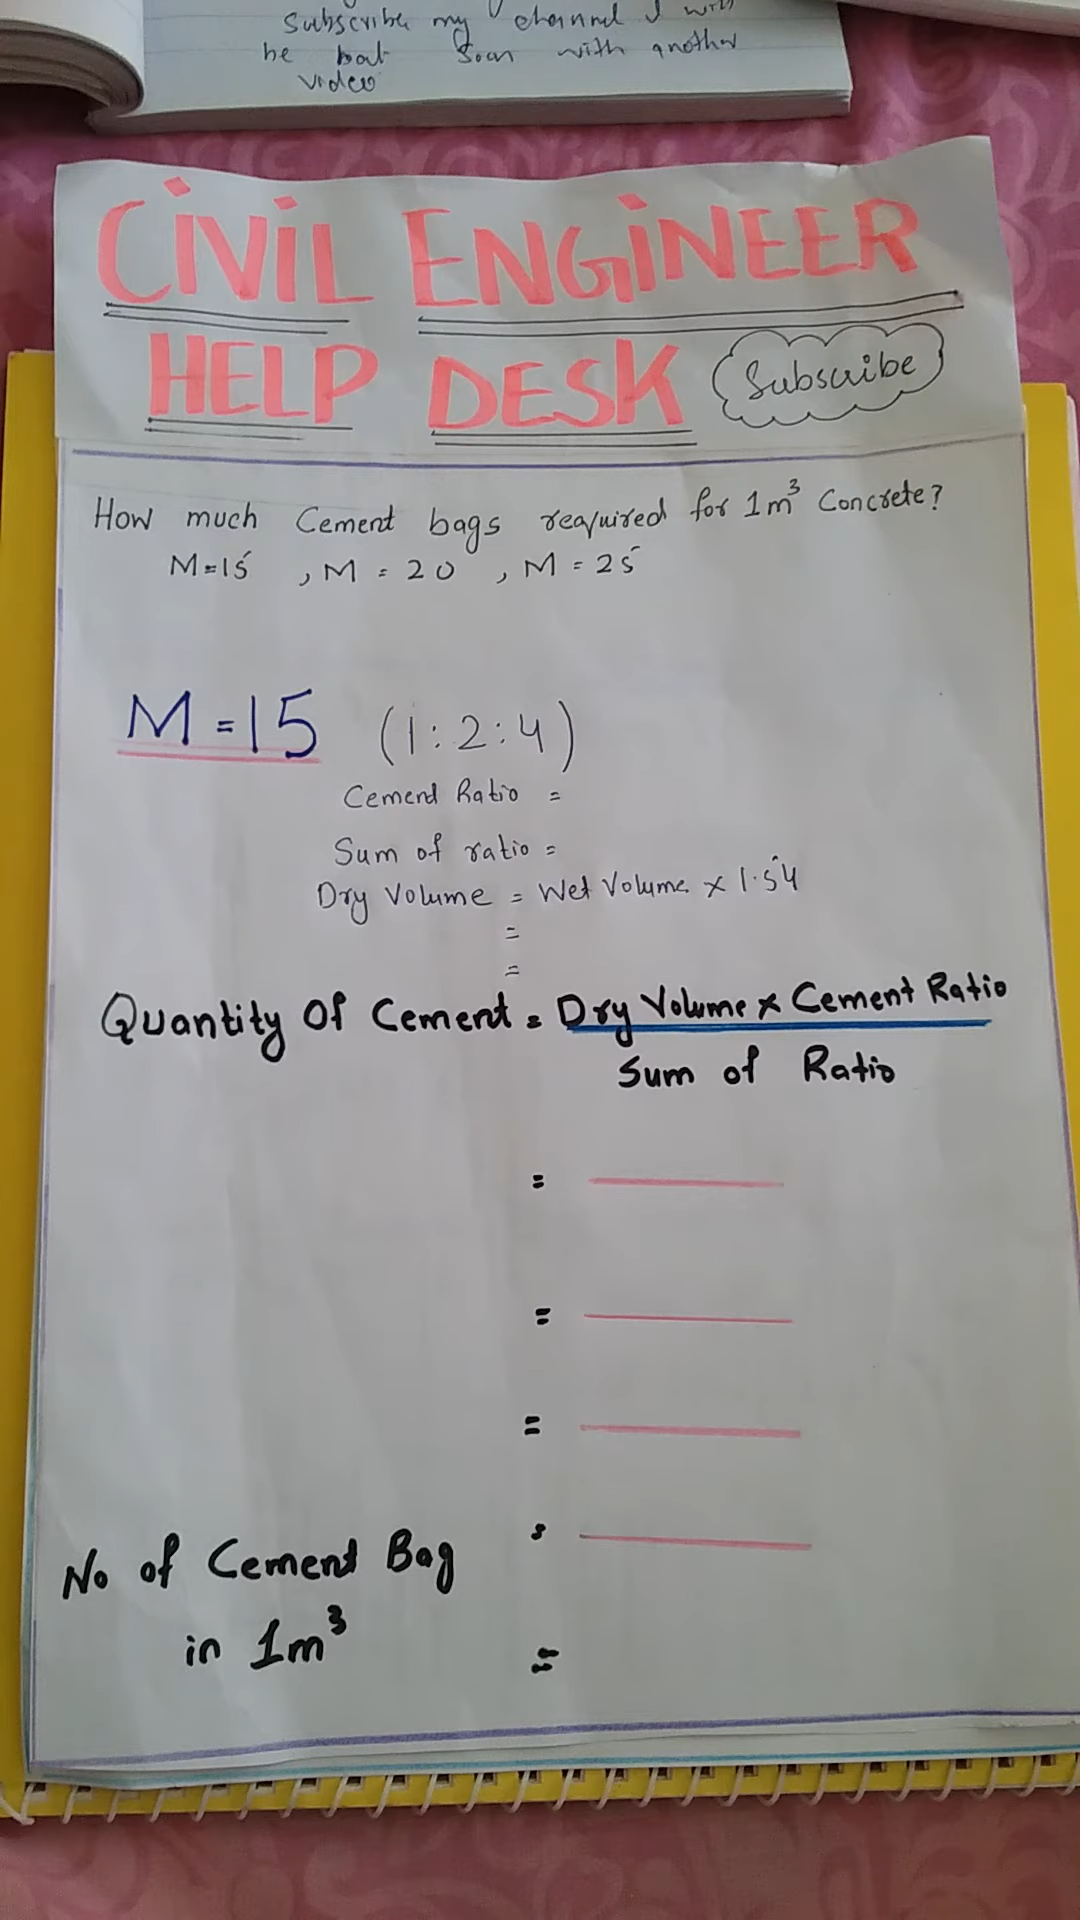 Subscribe my channel I with
be bat soon with another
video
CIVIL ENGINEER
HELP DESK Subscribe
How much Cement bags required for 1m³ Concrete?
M=15 , M = 20 , M = 25
M=15 (1:2:4)
Cement Ratio =
Sum of ratio =
Dry Volume = Wet Volume x 1.54
=
=
Quantity Of Cement = Dry Volume x Cement Ratio
Sum of Ratio
=
=
=
=
No of Cement Bag
in 1m³ =